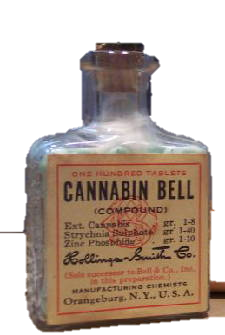 ONE HUNDRED TABLETS
CANNABIN BELL
(COMPOUND)
Ext. Cannabis gr. 1-8
Strychnia Sulphate gr 1-40
Zinc Phosphide gr. 1-10
Hollings-Smith Co.
(Sole successor to Bell & Co., Inc.
in this preparation.)
MANUFACTURING CHEMISTS
Orangeburg, N.Y., U.S.A.